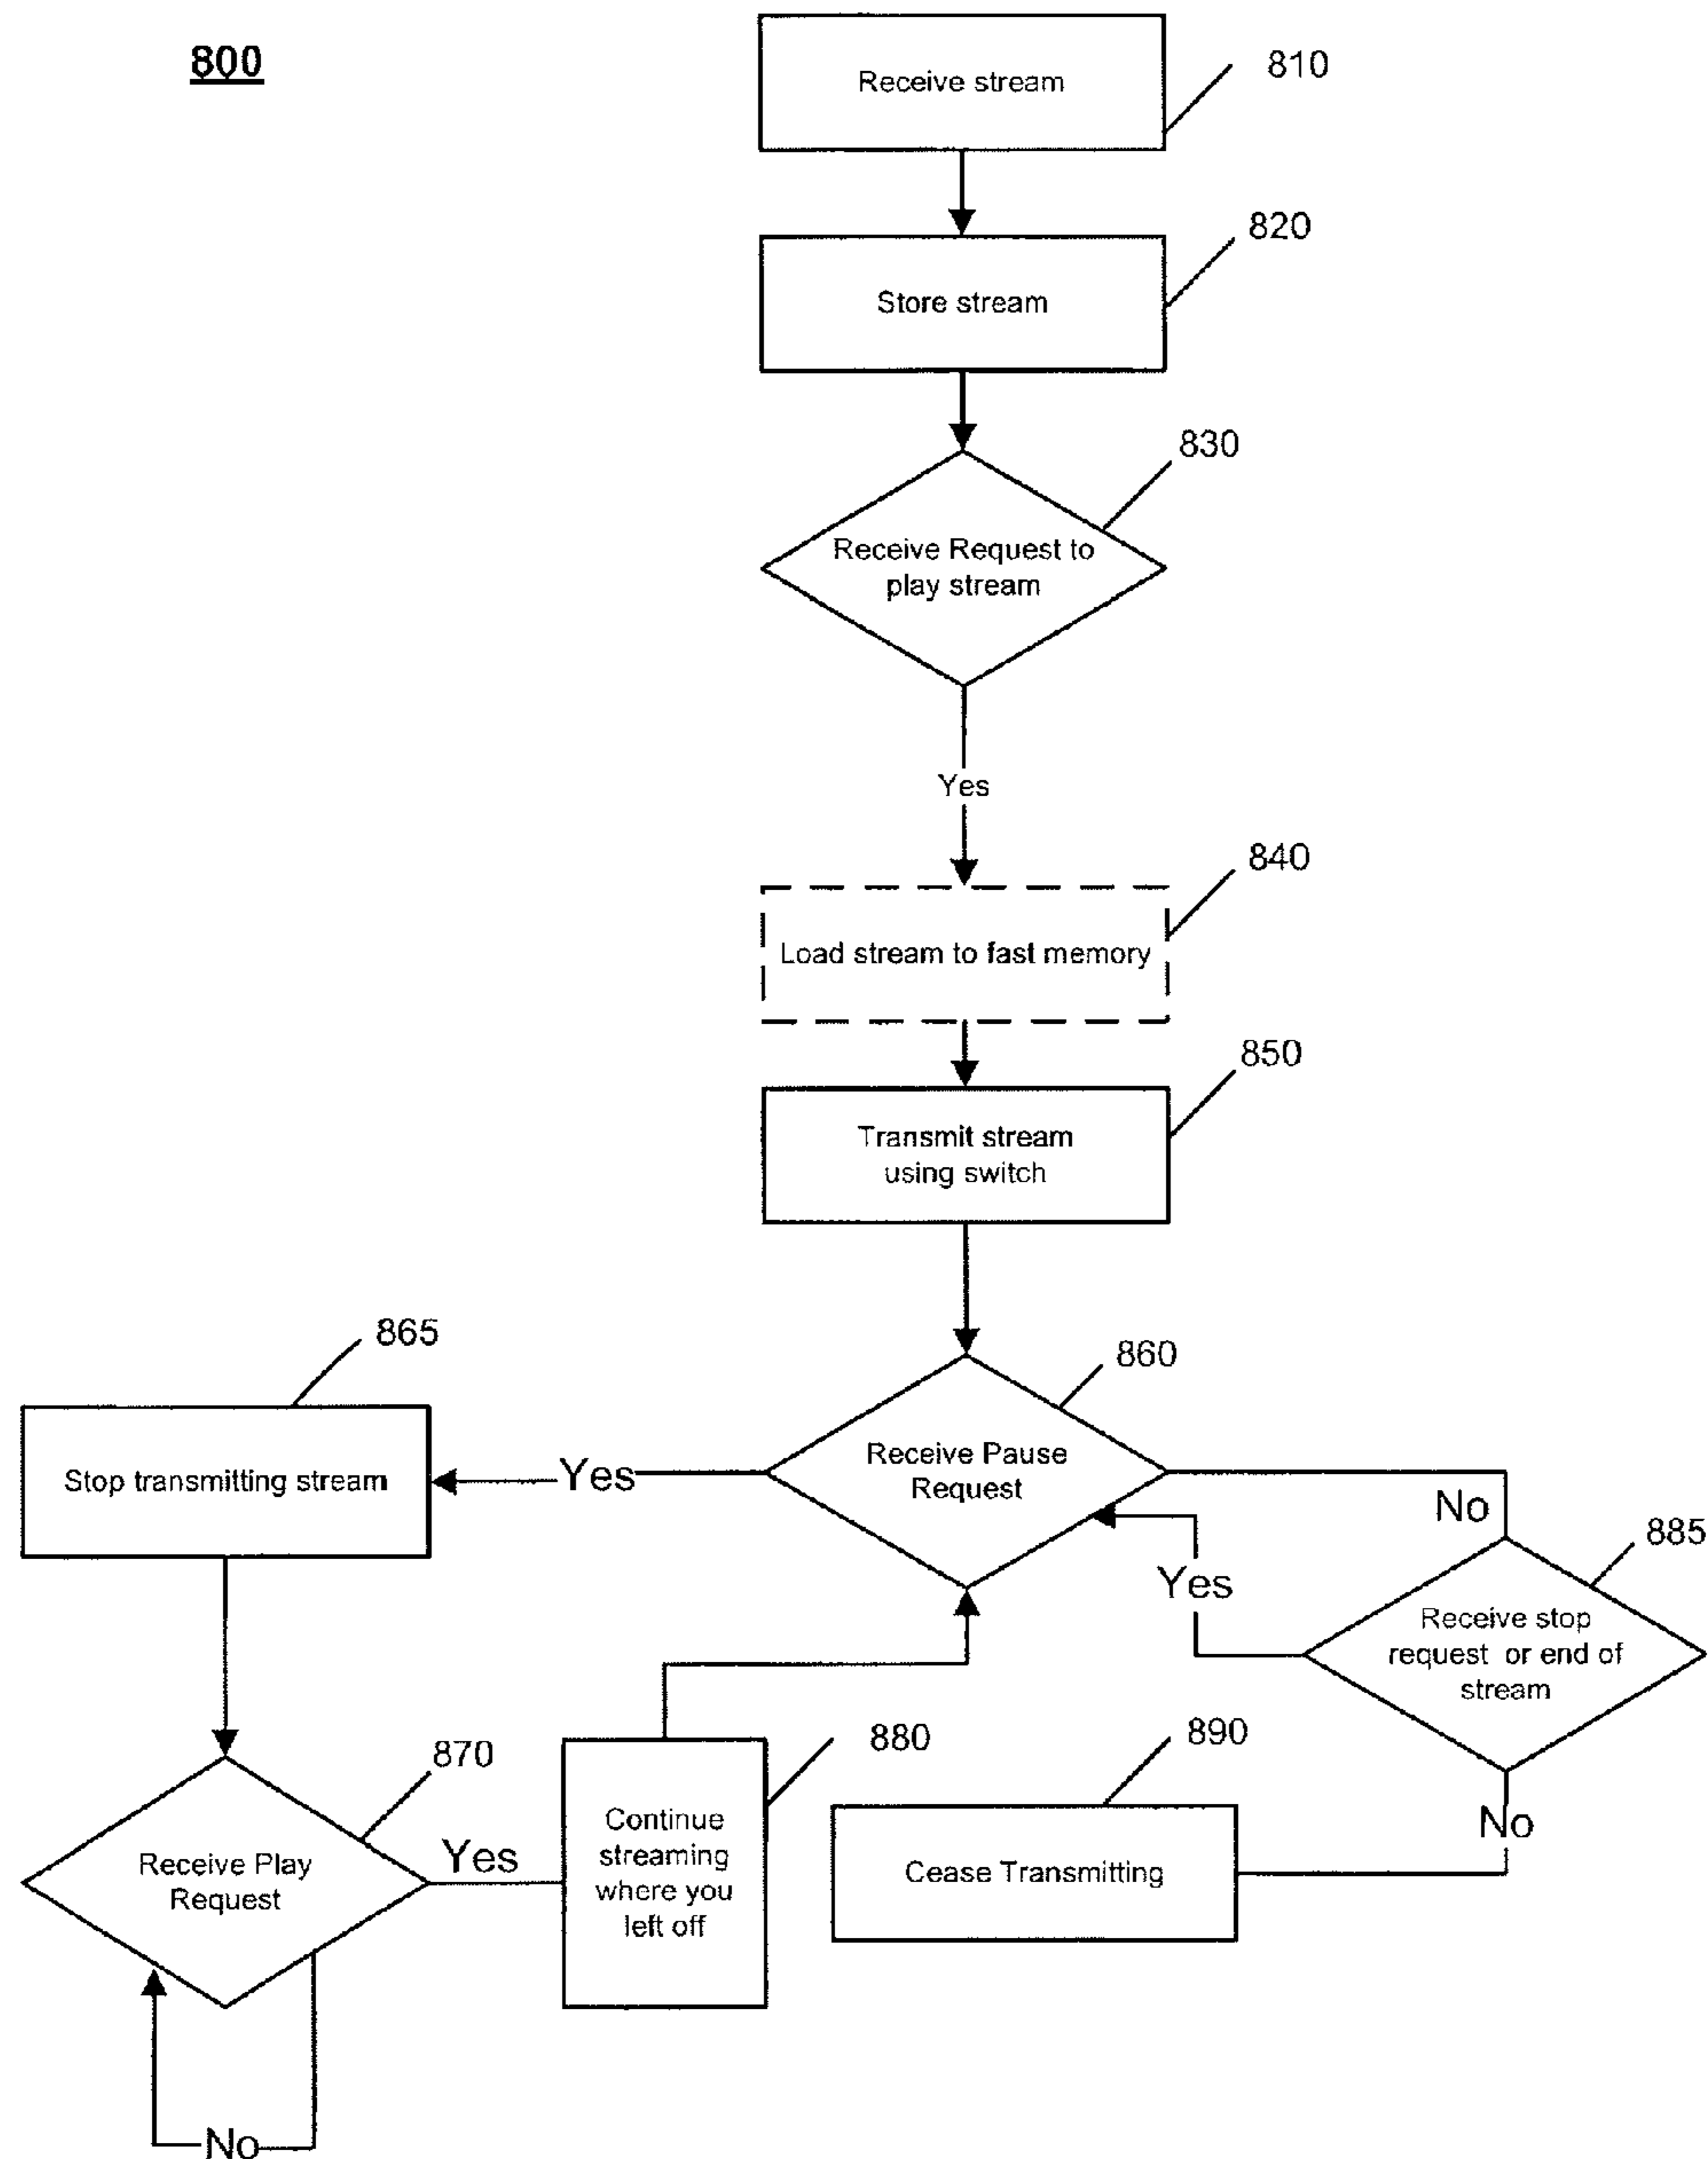 800
Receive stream
810
Store stream
820
Receive Request to
play stream
830
Yes
Load stream to fast memory
840
Transmit stream
using switch
850
Receive Pause
Request
860
Yes
No
Stop transmitting stream
865
Receive stop
request or end of
stream
885
Yes
No
Receive Play
Request
870
Yes
No
Continue
streaming
where you
left off
880
Cease Transmitting
890